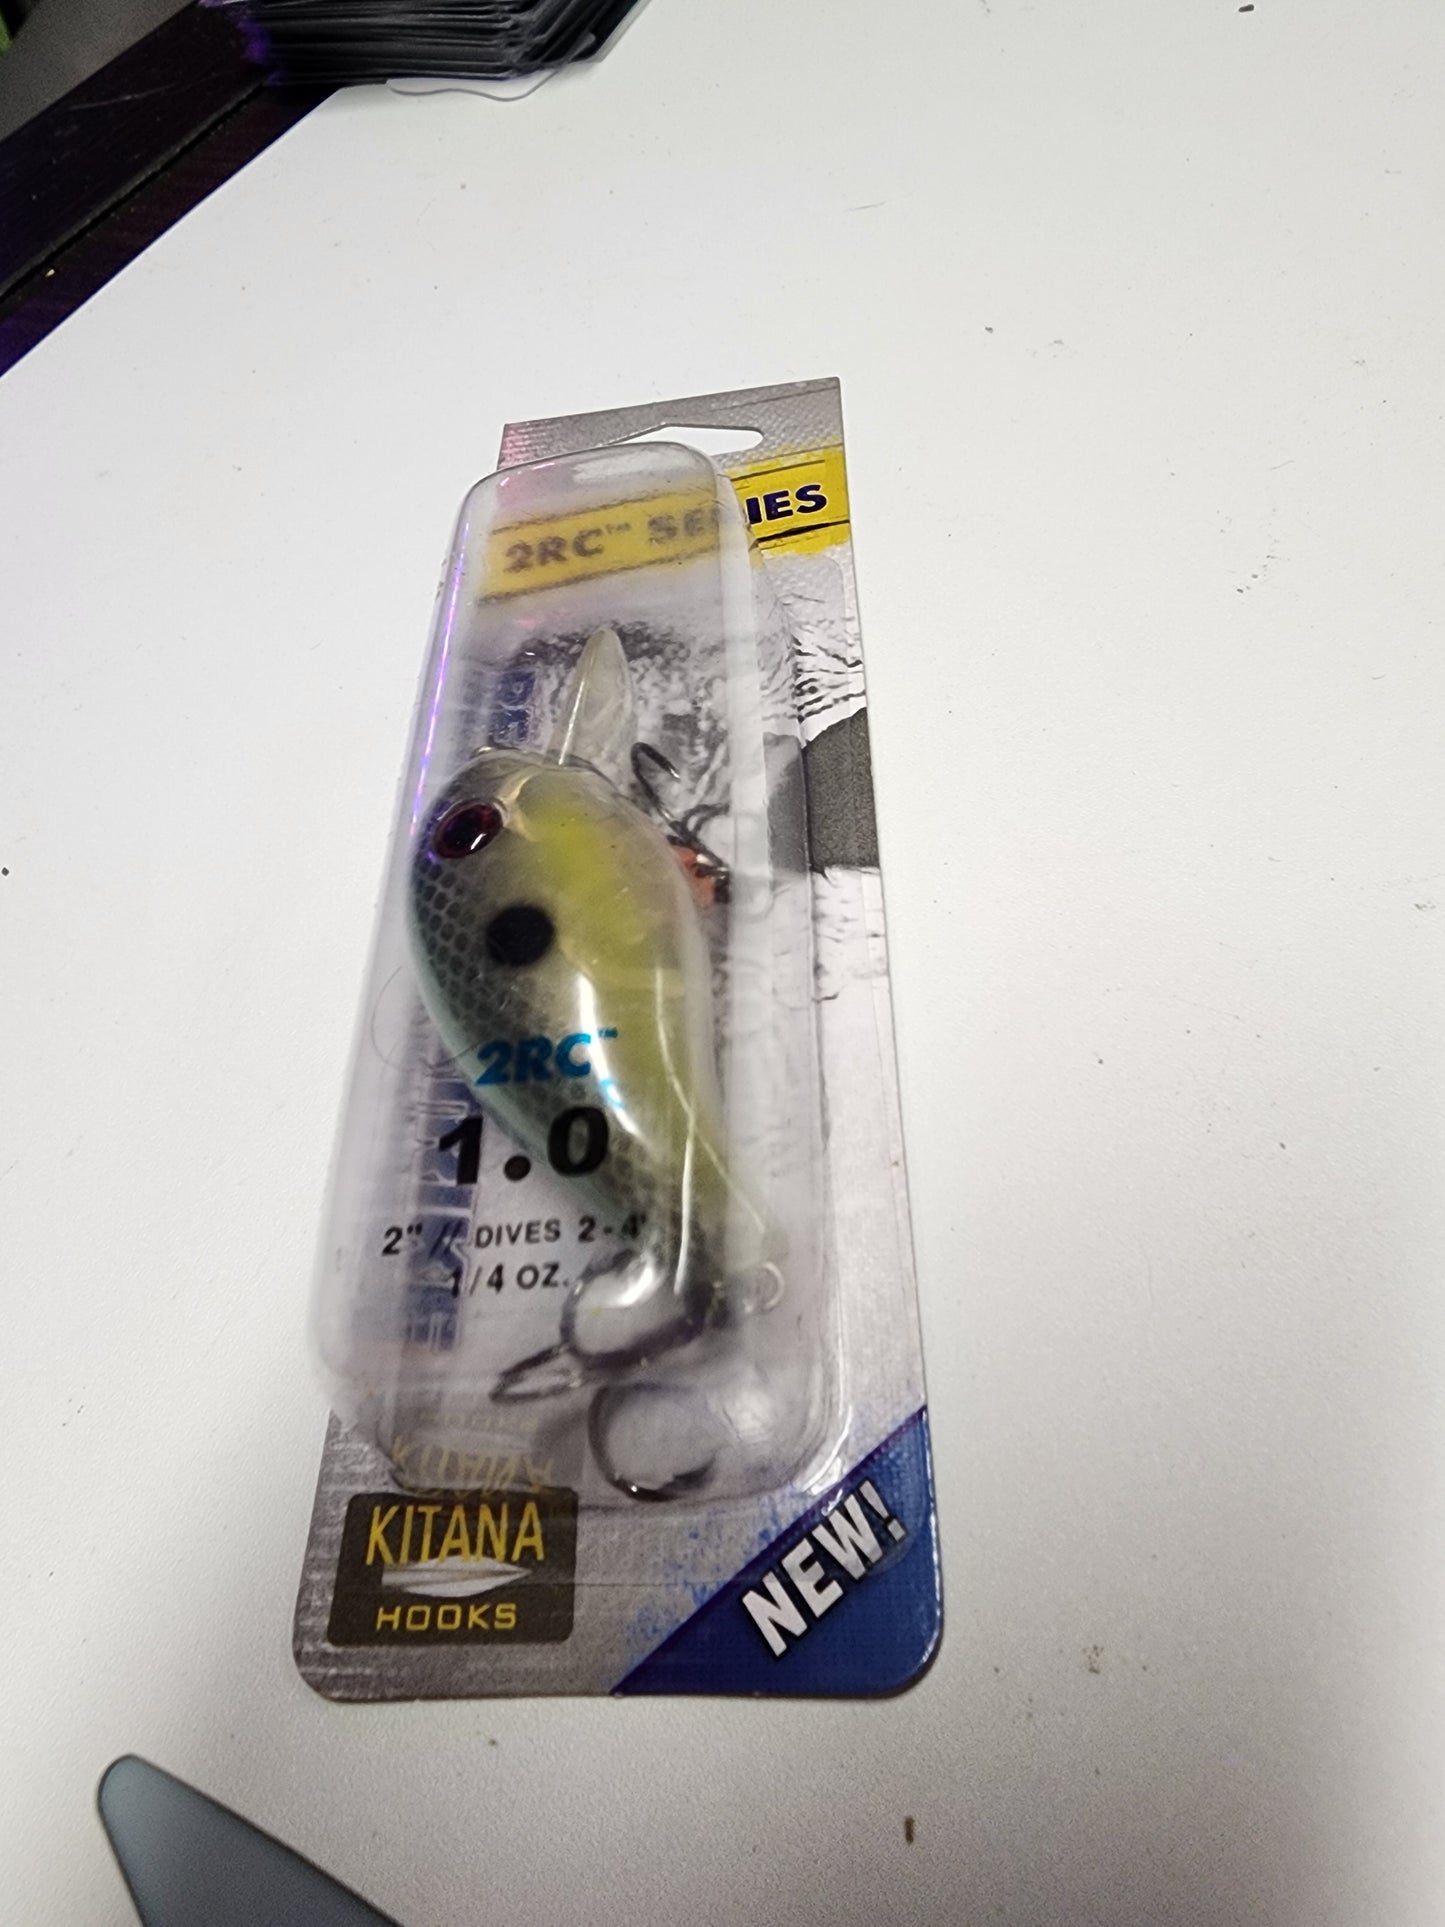 2RC™ SERIES
2RC™
1.0
2" // DIVES 2-4'
1/4 OZ.
KITANA
HOOKS
NEW!